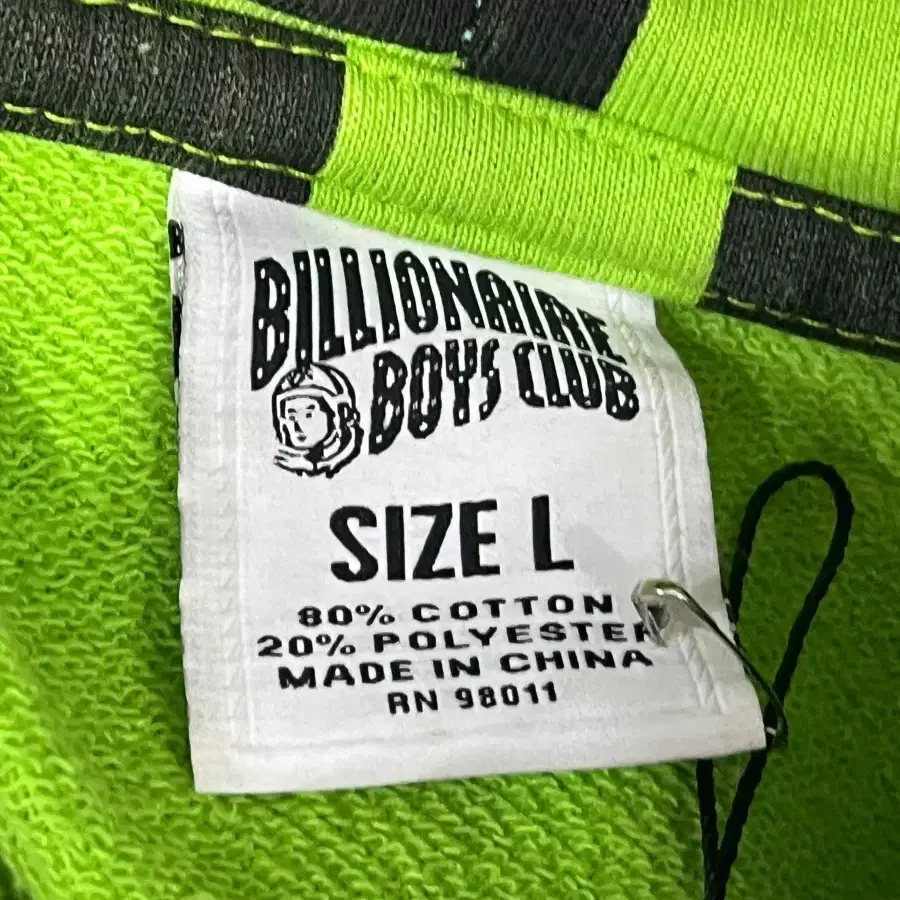 BILLIONAIRE
BOYS CLUB
SIZE L
80% COTTON
20% POLYESTER
MADE IN CHINA
RN 98011